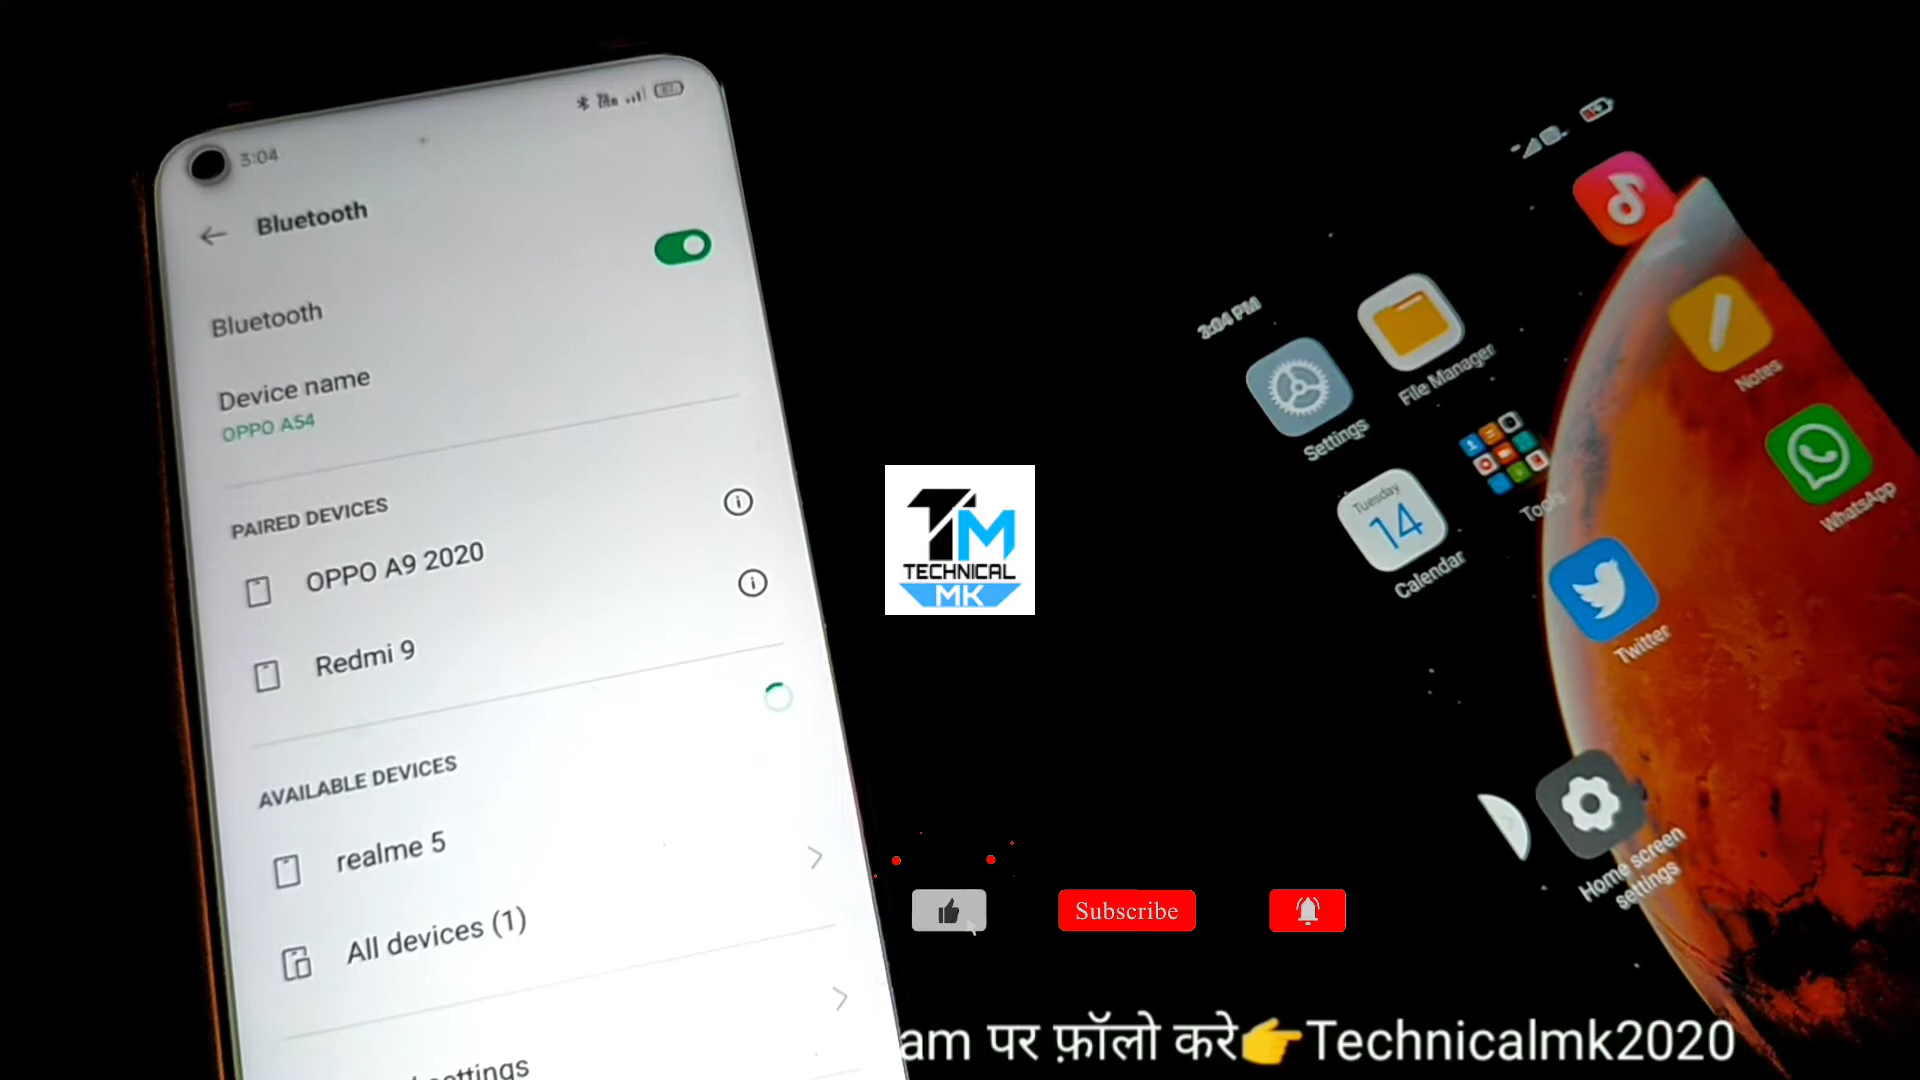 3:04
Bluetooth
Bluetooth
Device name
OPPO A54
PAIRED DEVICES
OPPO A9 2020
Redmi 9
AVAILABLE DEVICES
realme 5
All devices (1)
TM
TECHNICAL
MK
3:04 PM
Settings
File Manager
Tuesday
14
Calendar
Tools
Notes
WhatsApp
Twitter
Home screen
settings
Subscribe
am पर फ़ॉलो करे👉Technicalmk2020